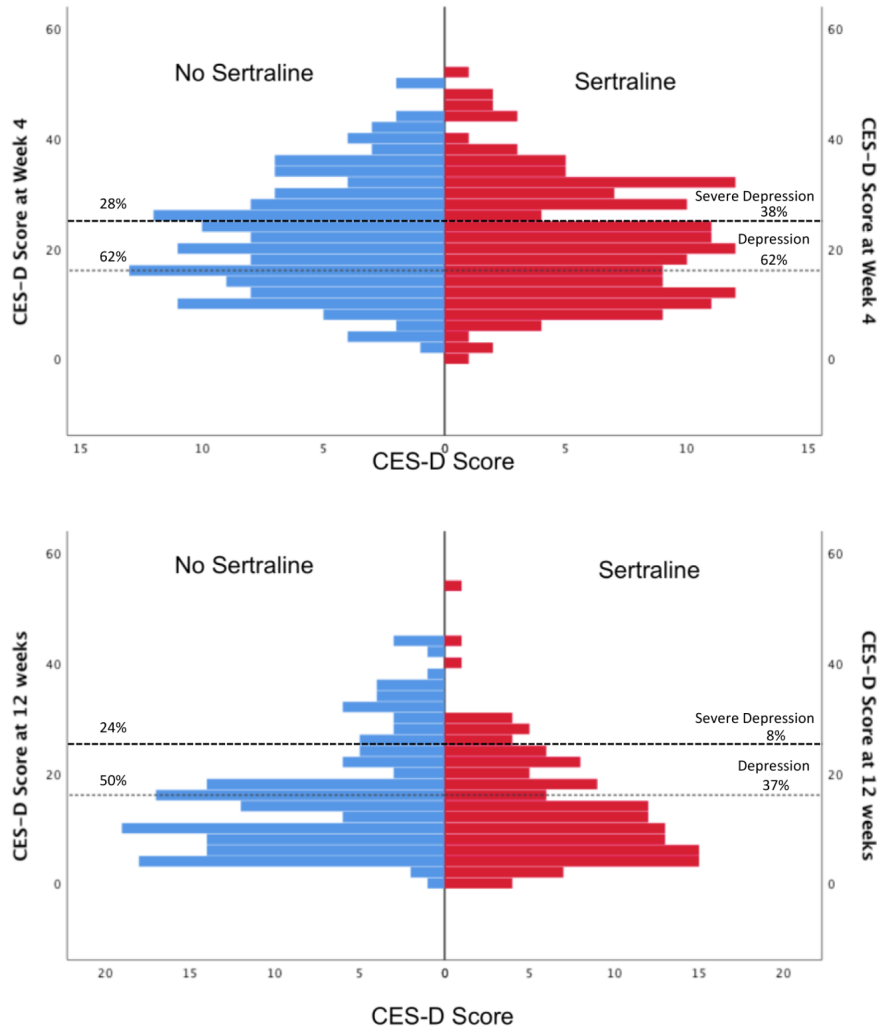 60
60
No Sertraline
Sertraline
CES-D Score at Week 4
CES-D Score at Week 4
40
40
28%
Severe Depression
38%
20
20
62%
Depression
62%
0
0
15
10
5
0
5
10
15
CES-D Score
60
60
No Sertraline
Sertraline
CES-D Score at 12 weeks
CES-D Score at 12 weeks
40
40
24%
Severe Depression
8%
20
20
50%
Depression
37%
0
0
20
15
10
5
0
5
10
15
20
CES-D Score